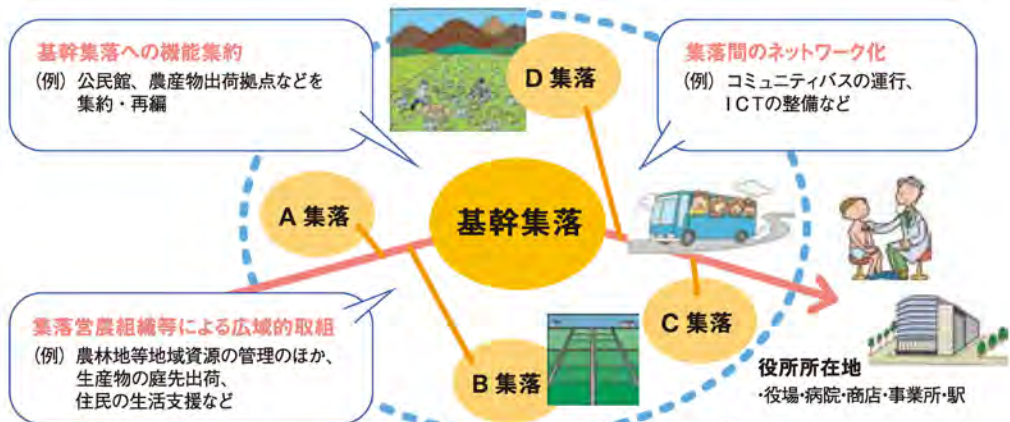 基幹集落への機能集約
(例) 公民館、農産物出荷拠点などを
集約・再編
D 集落
集落間のネットワーク化
(例) コミュニティバスの運行、
ICTの整備など
A 集落
基幹集落
集落営農組織等による広域的取組
(例) 農林地等地域資源の管理のほか、
生産物の庭先出荷、
住民の生活支援など
B 集落
C 集落
役所所在地
・役場・病院・商店・事業所・駅